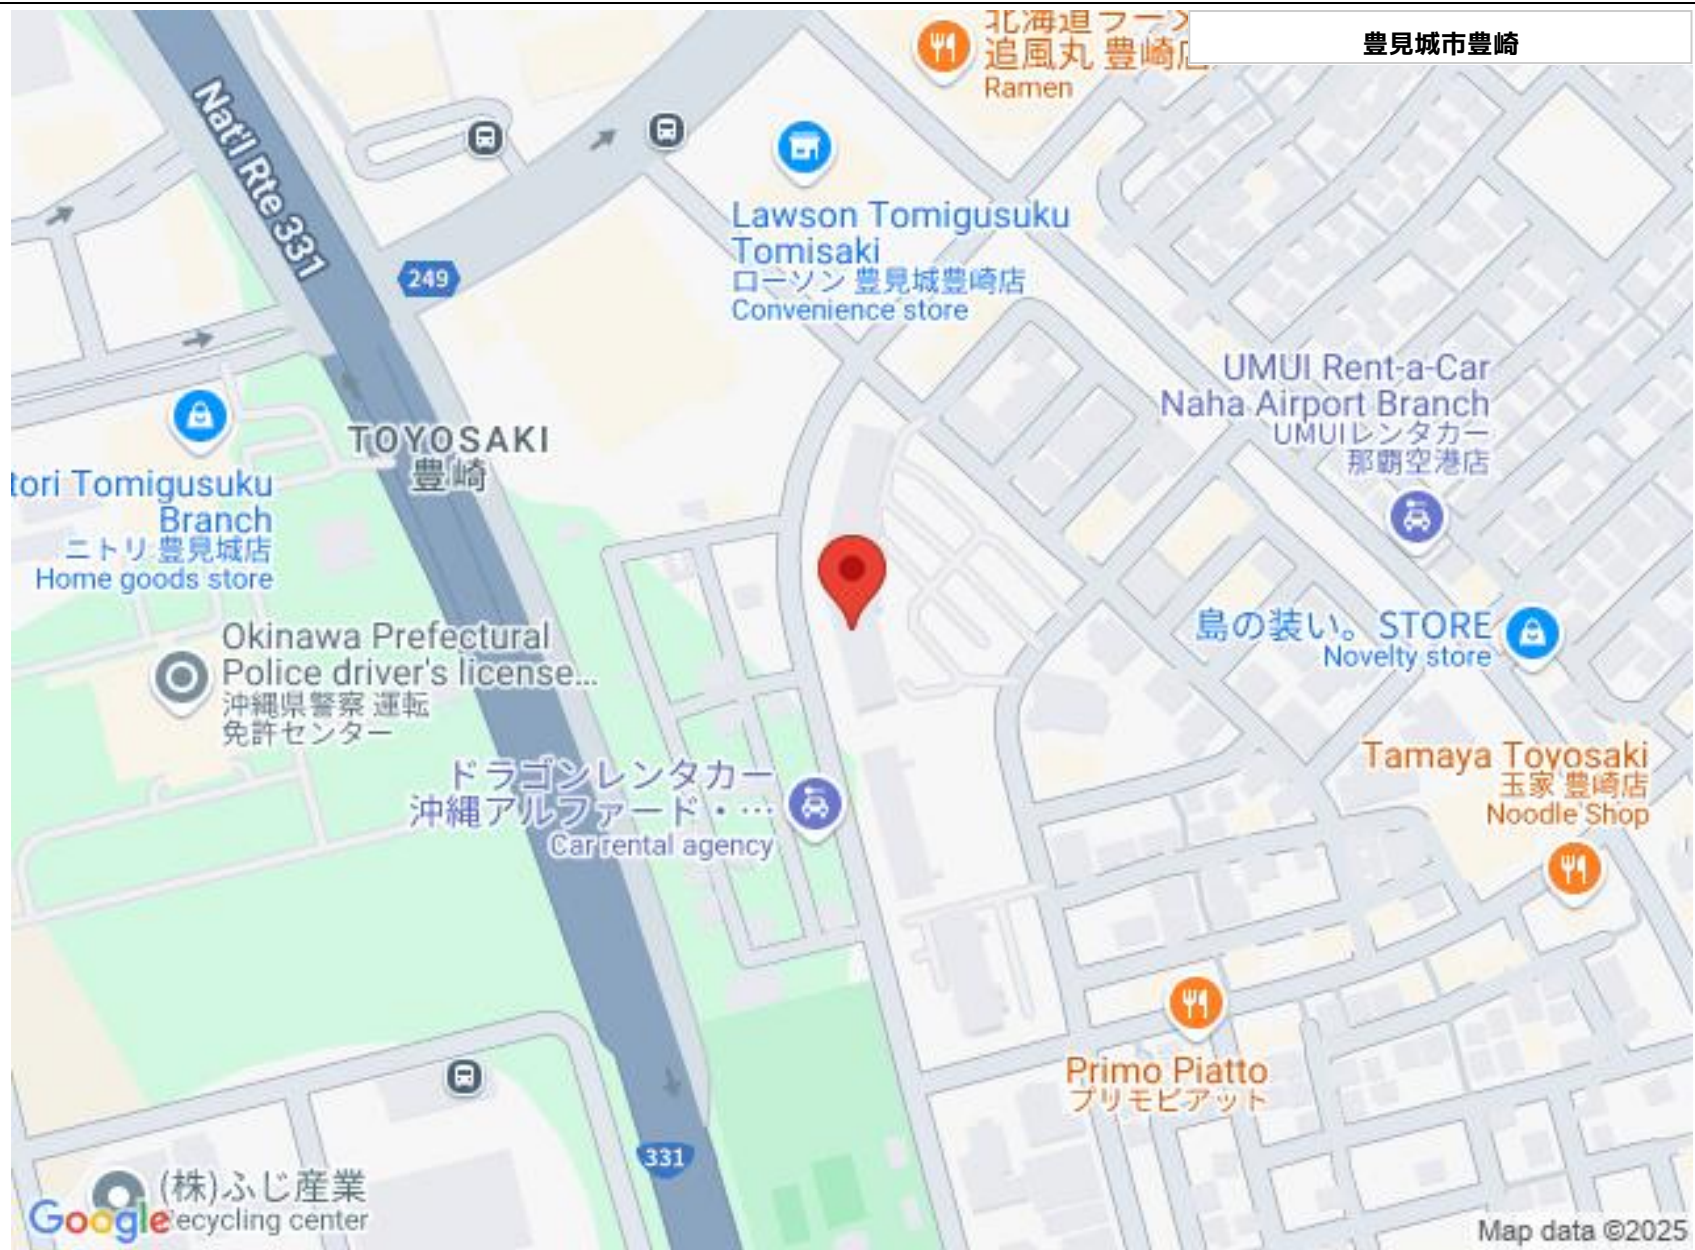 北海道ラーメ
追風丸 豊崎店
Ramen
豊見城市豊崎
Nat'l Rte 331
Lawson Tomigusuku
Tomisaki
ローソン 豊見城豊崎店
Convenience store
249
UMUI Rent-a-Car
Naha Airport Branch
UMUIレンタカー
那覇空港店
TOYOSAKI
豊崎
tori Tomigusuku
Branch
ニトリ 豊見城店
Home goods store
Okinawa Prefectural
Police driver's license...
沖縄県警察 運転
免許センター
島の装い。STORE
Novelty store
ドラゴンレンタカー
沖縄アルファード・…
Car rental agency
Tamaya Toyosaki
玉家 豊崎店
Noodle Shop
Primo Piatto
プリモピアット
331
(株)ふじ産業
ecycling center
Google
Map data ©2025